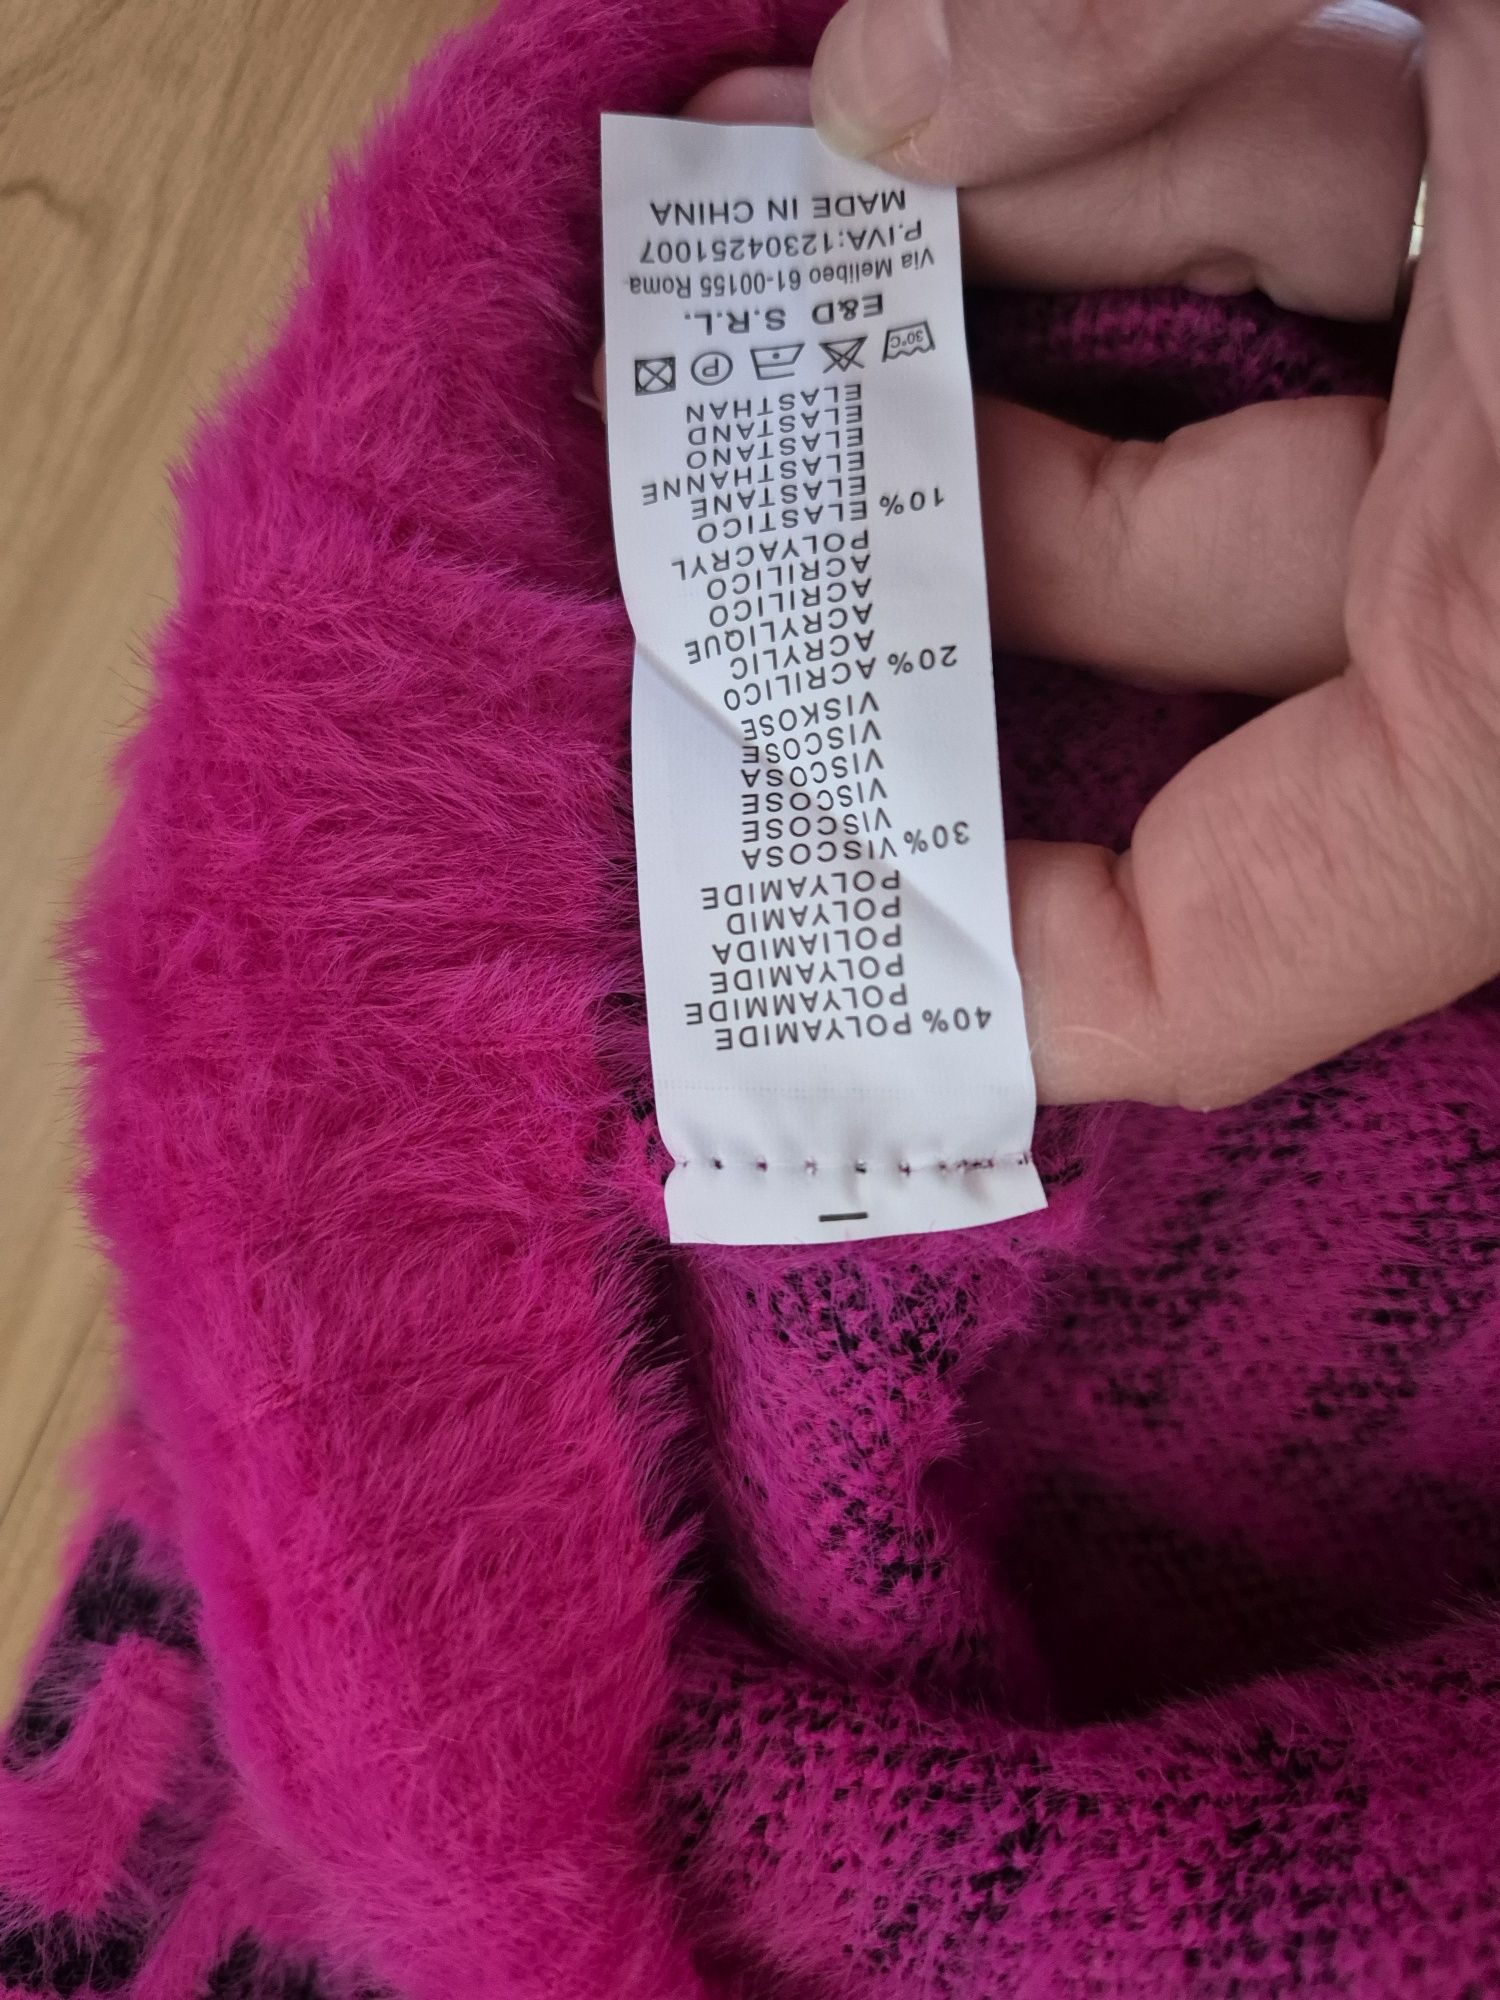 40% POLYAMIDE
POLYAMMIDE
POLYAMIDE
POLIAMIDA
POLYAMID
POLYAMIDE
30% VISCOSA
VISCOSE
VISCOSE
VISCOSA
VISCOSE
VISKOSE
20% ACRILICO
ACRYLIC
ACRYLIQUE
ACRILICO
ACRILICO
POLYACRYL
10% ELASTICO
ELASTANE
ELASTHANNE
ELASTANO
ELASTAND
ELASTHAN
30°C P
E&D S.R.L.
Via Melibeo 61-00155 Roma
P.IVA:12304251007
MADE IN CHINA